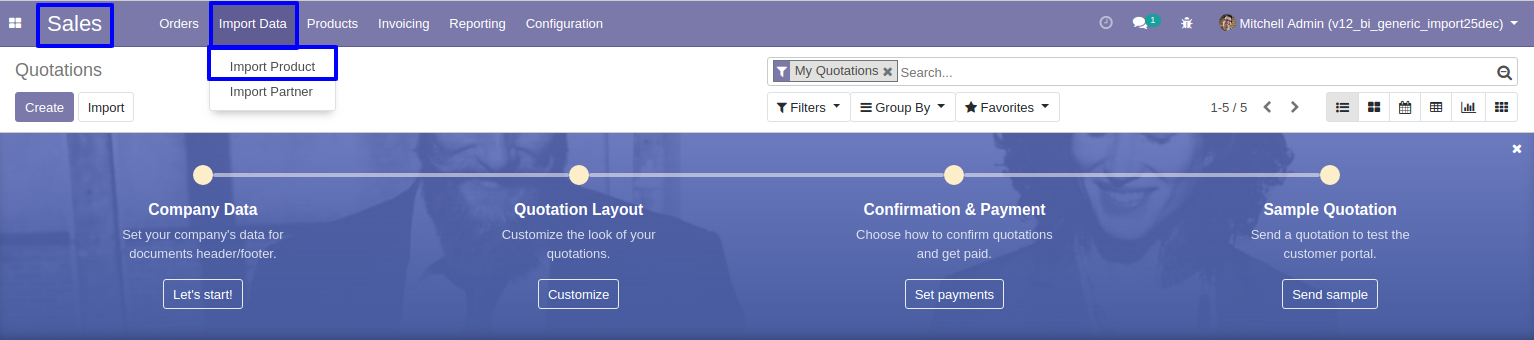 Sales Orders Import Data Products Invoicing Reporting Configuration 1 Mitchell Admin (v12_bi_generic_import25dec)
Import Product
Import Partner
Quotations
My Quotations Search...
Create Import
Filters Group By Favorites 1-5 / 5
Company Data
Set your company's data for
documents header/footer.
Let's start!
Quotation Layout
Customize the look of your
quotations.
Customize
Confirmation & Payment
Choose how to confirm quotations
and get paid.
Set payments
Sample Quotation
Send a quotation to test the
customer portal.
Send sample